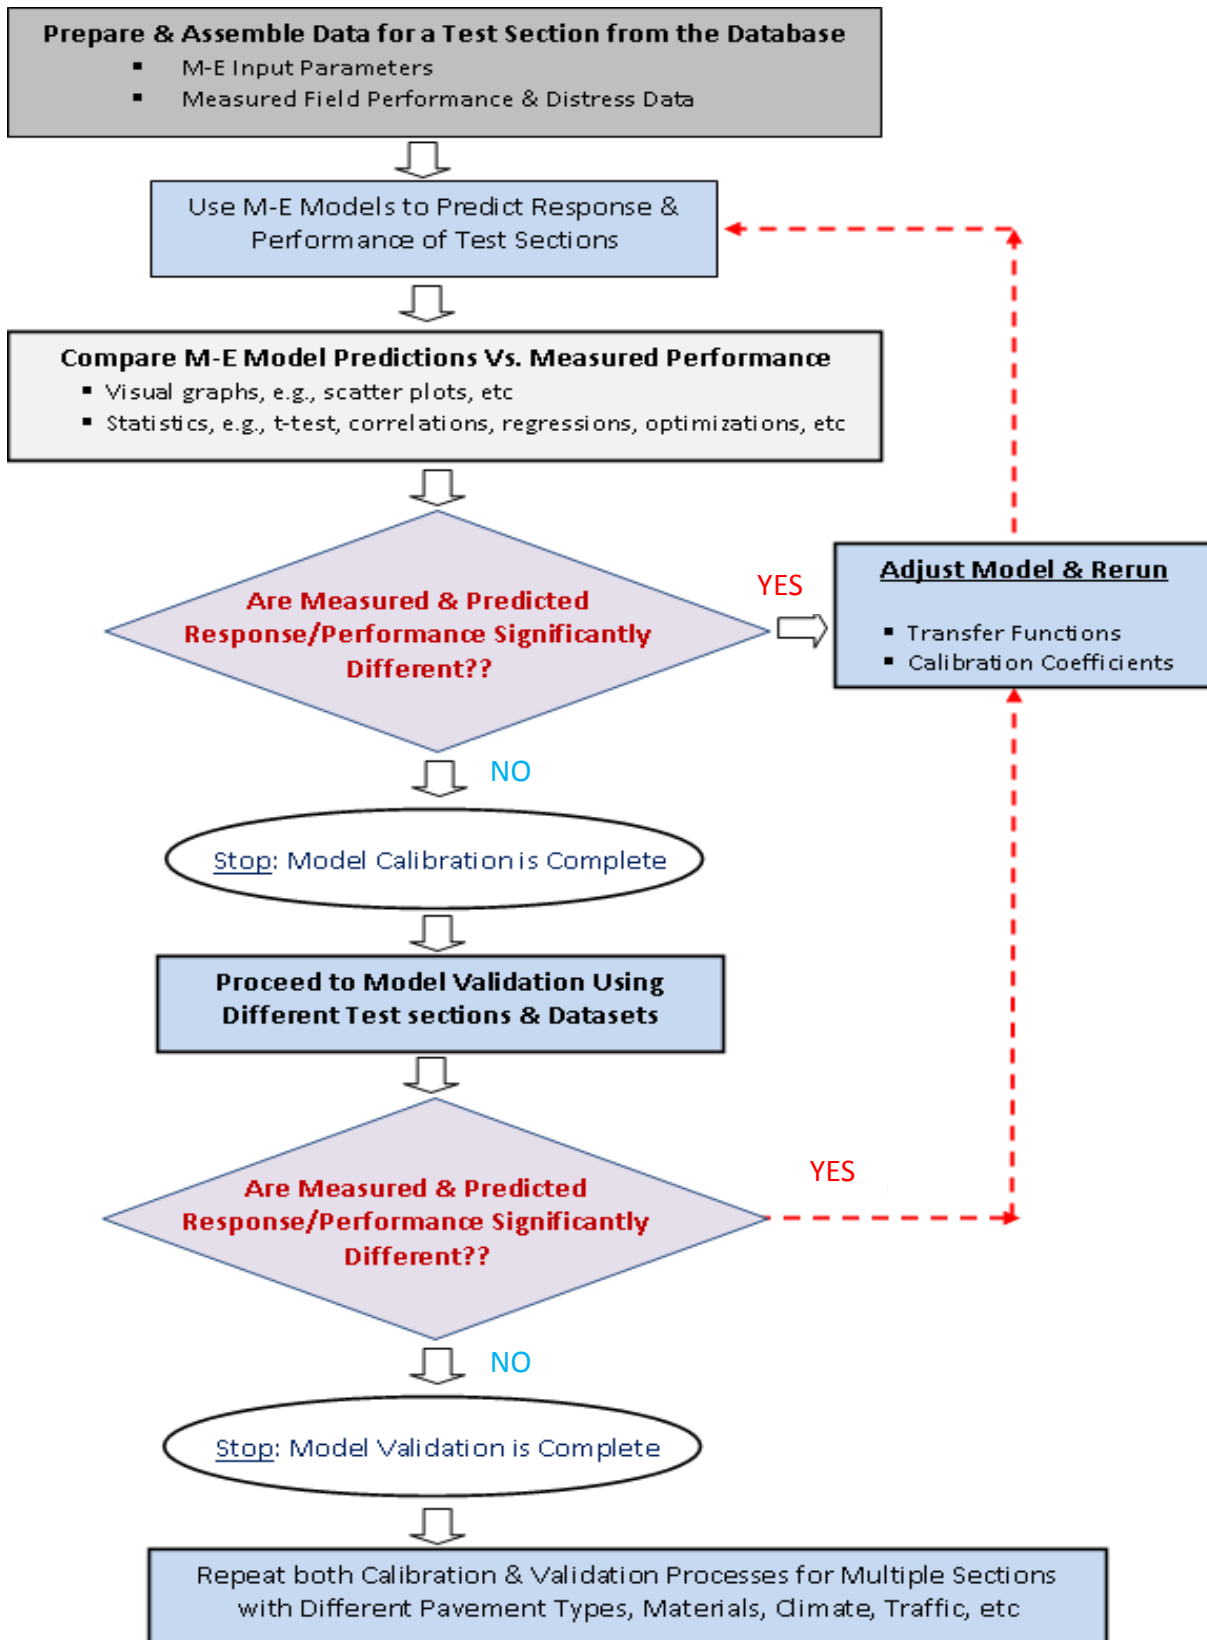 Prepare & Assemble Data for a Test Section from the Database
▪ M-E Input Parameters
▪ Measured Field Performance & Distress Data
Use M-E Models to Predict Response &
Performance of Test Sections
Compare M-E Model Predictions Vs. Measured Performance
▪ Visual graphs, e.g., scatter plots, etc
▪ Statistics, e.g., t-test, correlations, regressions, optimizations, etc
Are Measured & Predicted
Response/Performance Significantly
Different??
YES
Adjust Model & Rerun
▪ Transfer Functions
▪ Calibration Coefficients
NO
Stop: Model Calibration is Complete
Proceed to Model Validation Using
Different Test sections & Datasets
Are Measured & Predicted
Response/Performance Significantly
Different??
YES
NO
Stop: Model Validation is Complete
Repeat both Calibration & Validation Processes for Multiple Sections
with Different Pavement Types, Materials, Climate, Traffic, etc